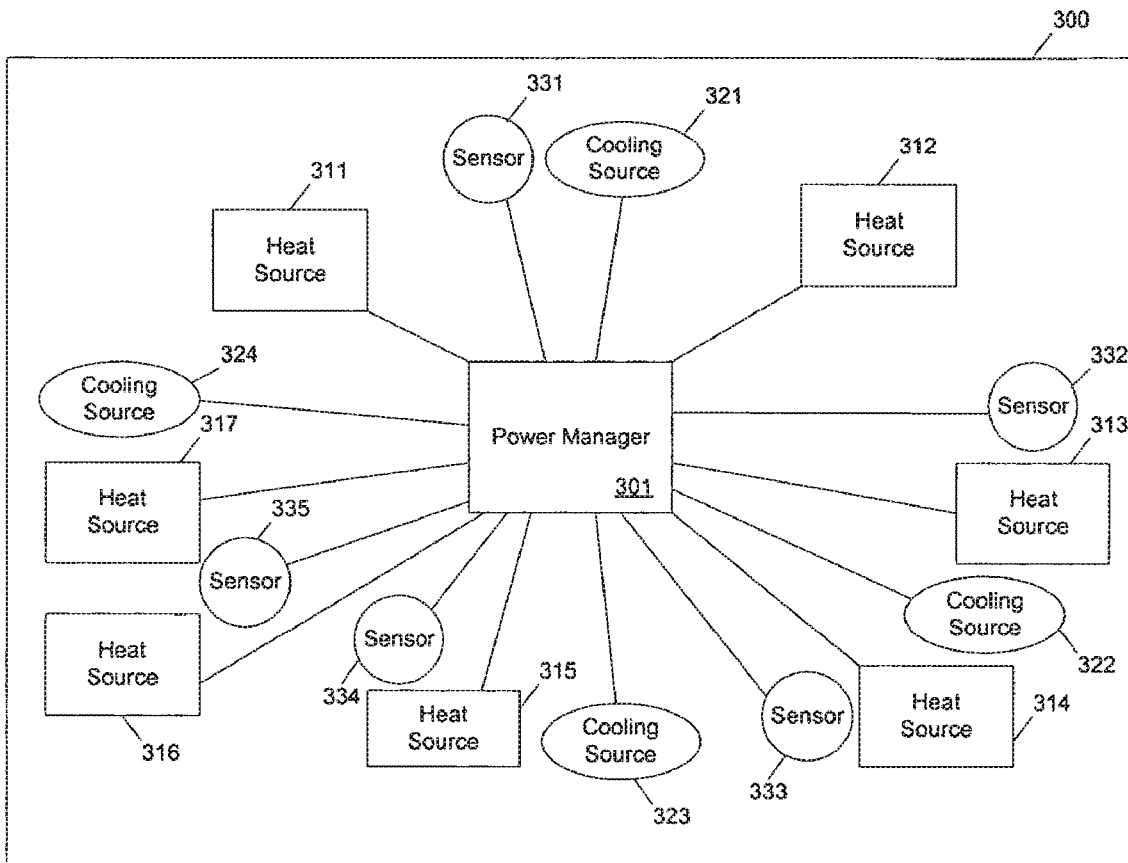 300
331
321
Sensor
Cooling
Source
312
311
Heat
Source
Heat
Source
324
Cooling
Source
332
Sensor
317
313
Power Manager
301
Heat
Source
335
Heat
Source
Sensor
Cooling
Source
322
Heat
Source
316
Sensor
334
315
Heat
Source
Cooling
Source
323
Sensor
333
Heat
Source
314